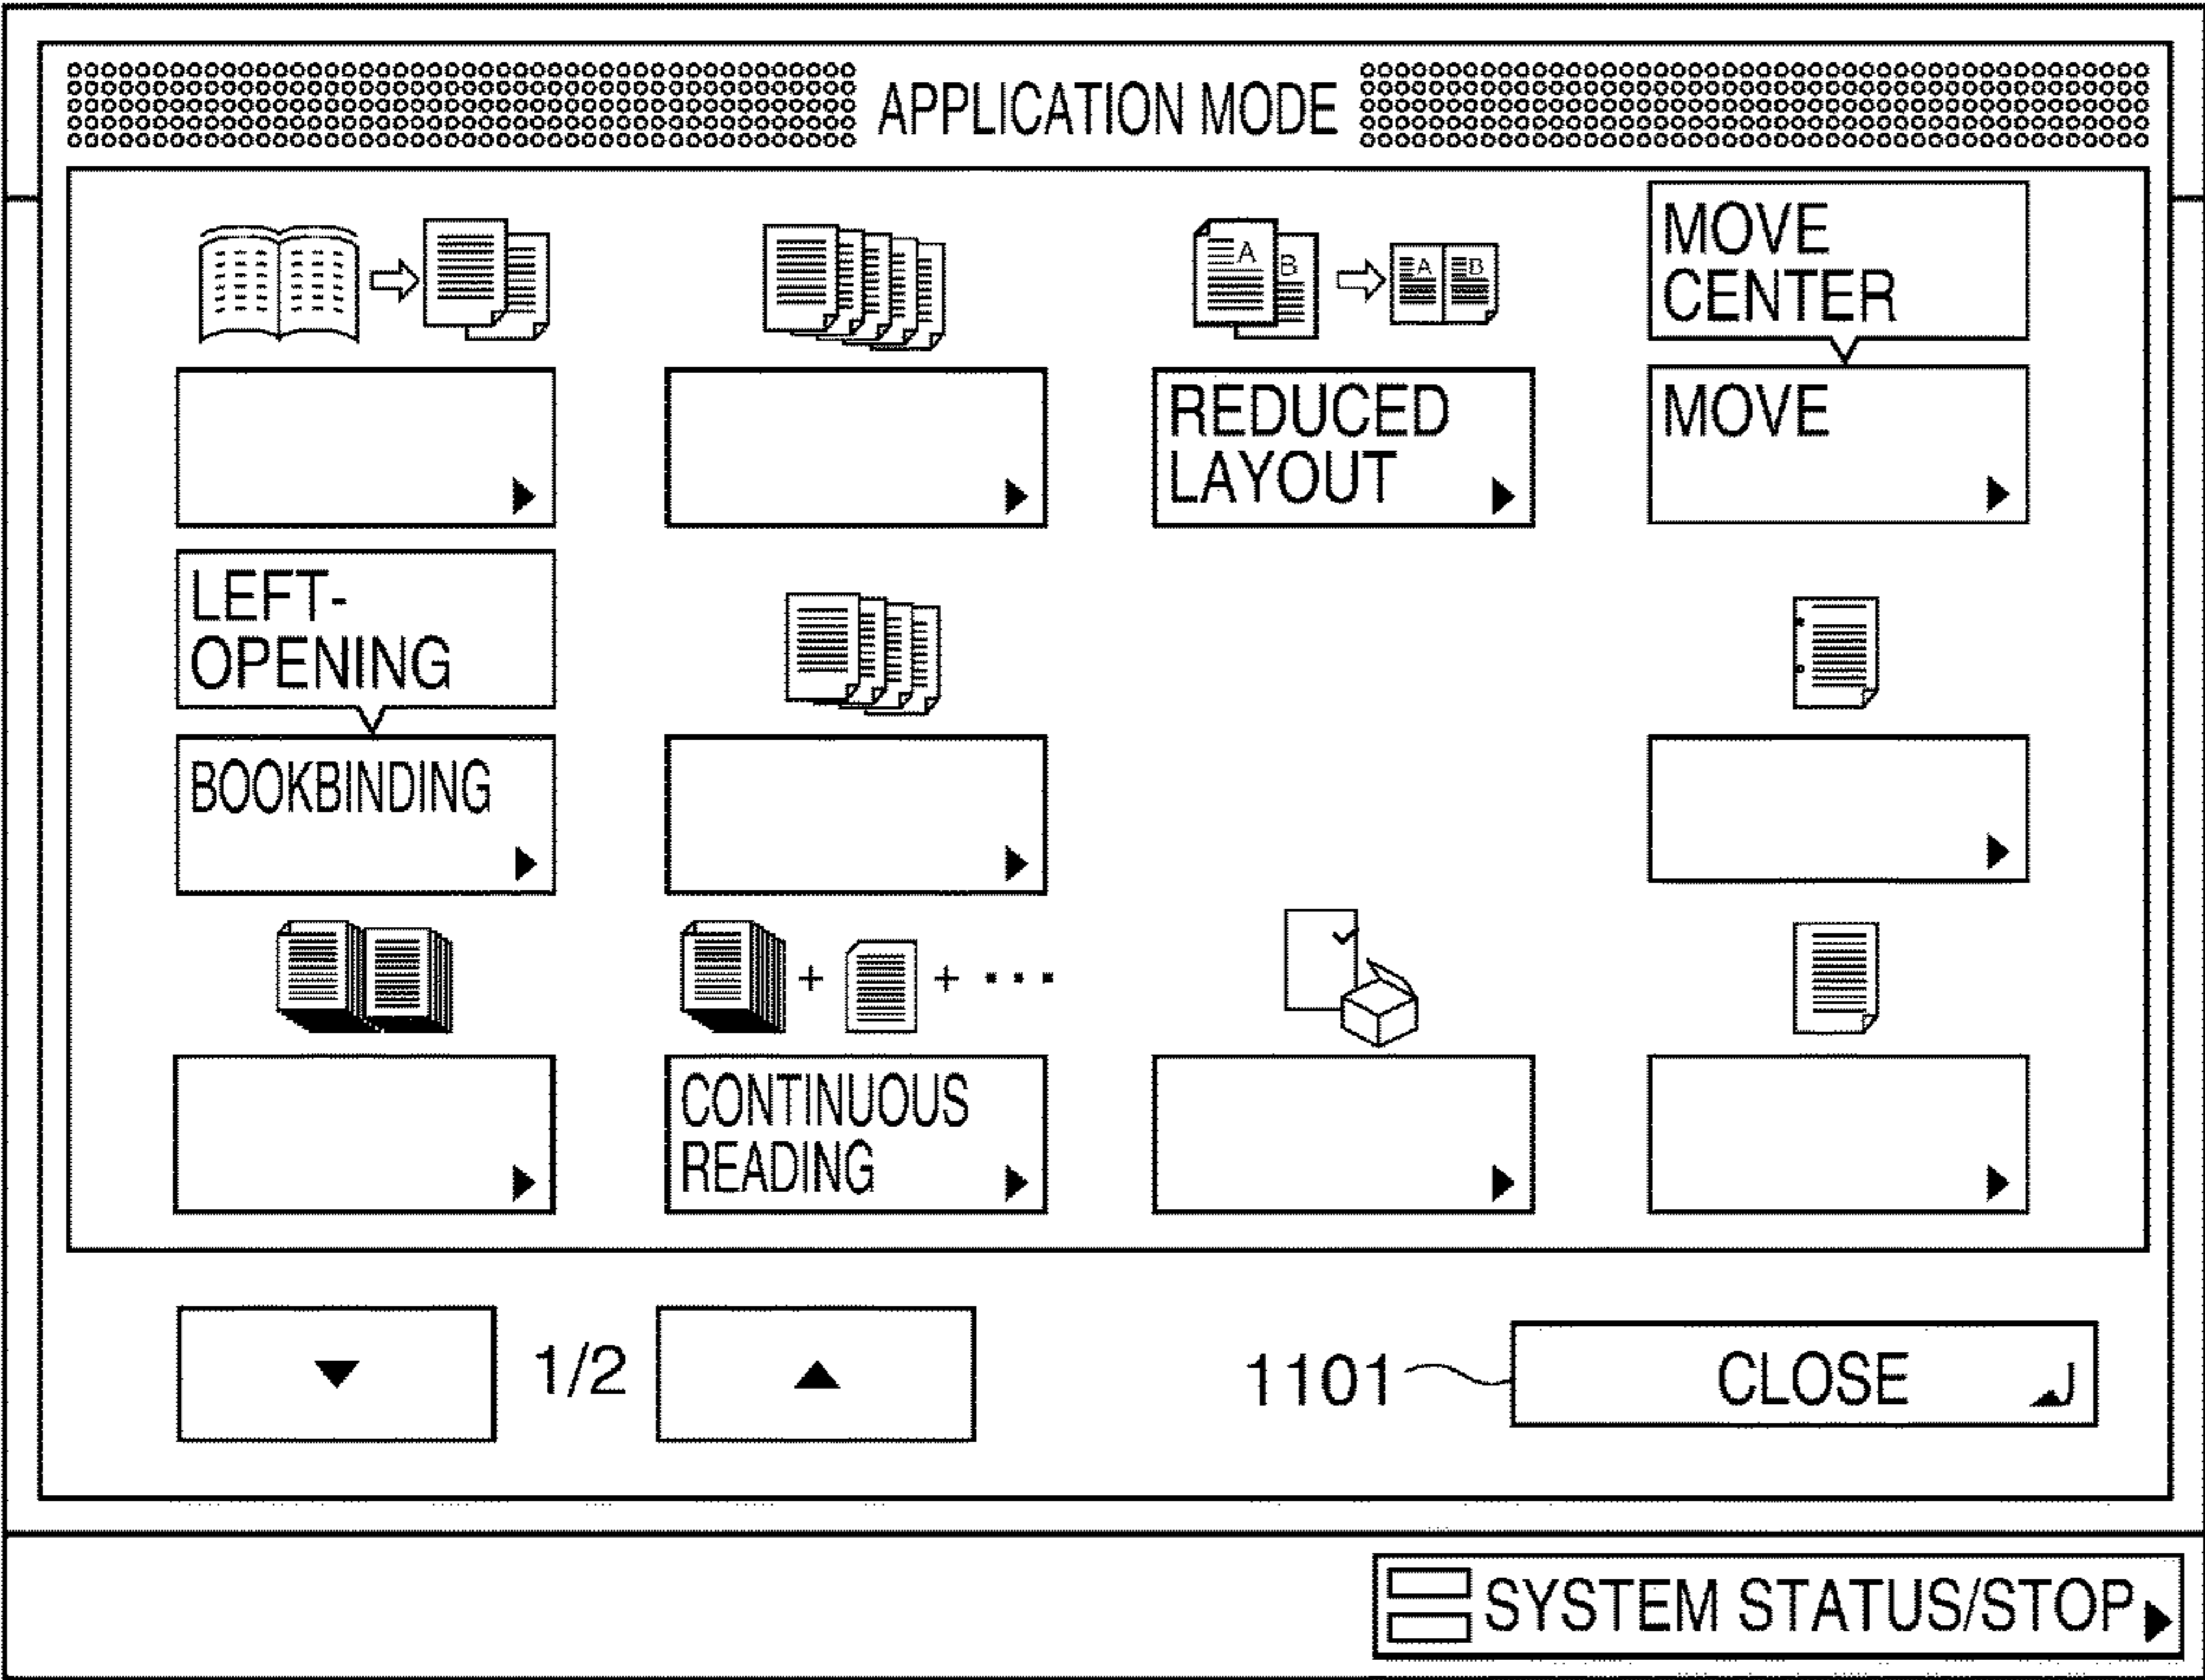 APPLICATION MODE
A B A B
MOVE
CENTER
REDUCED
LAYOUT
MOVE
LEFT-
OPENING
BOOKBINDING
+ + ...
CONTINUOUS
READING
1/2
1101
CLOSE
SYSTEM STATUS/STOP